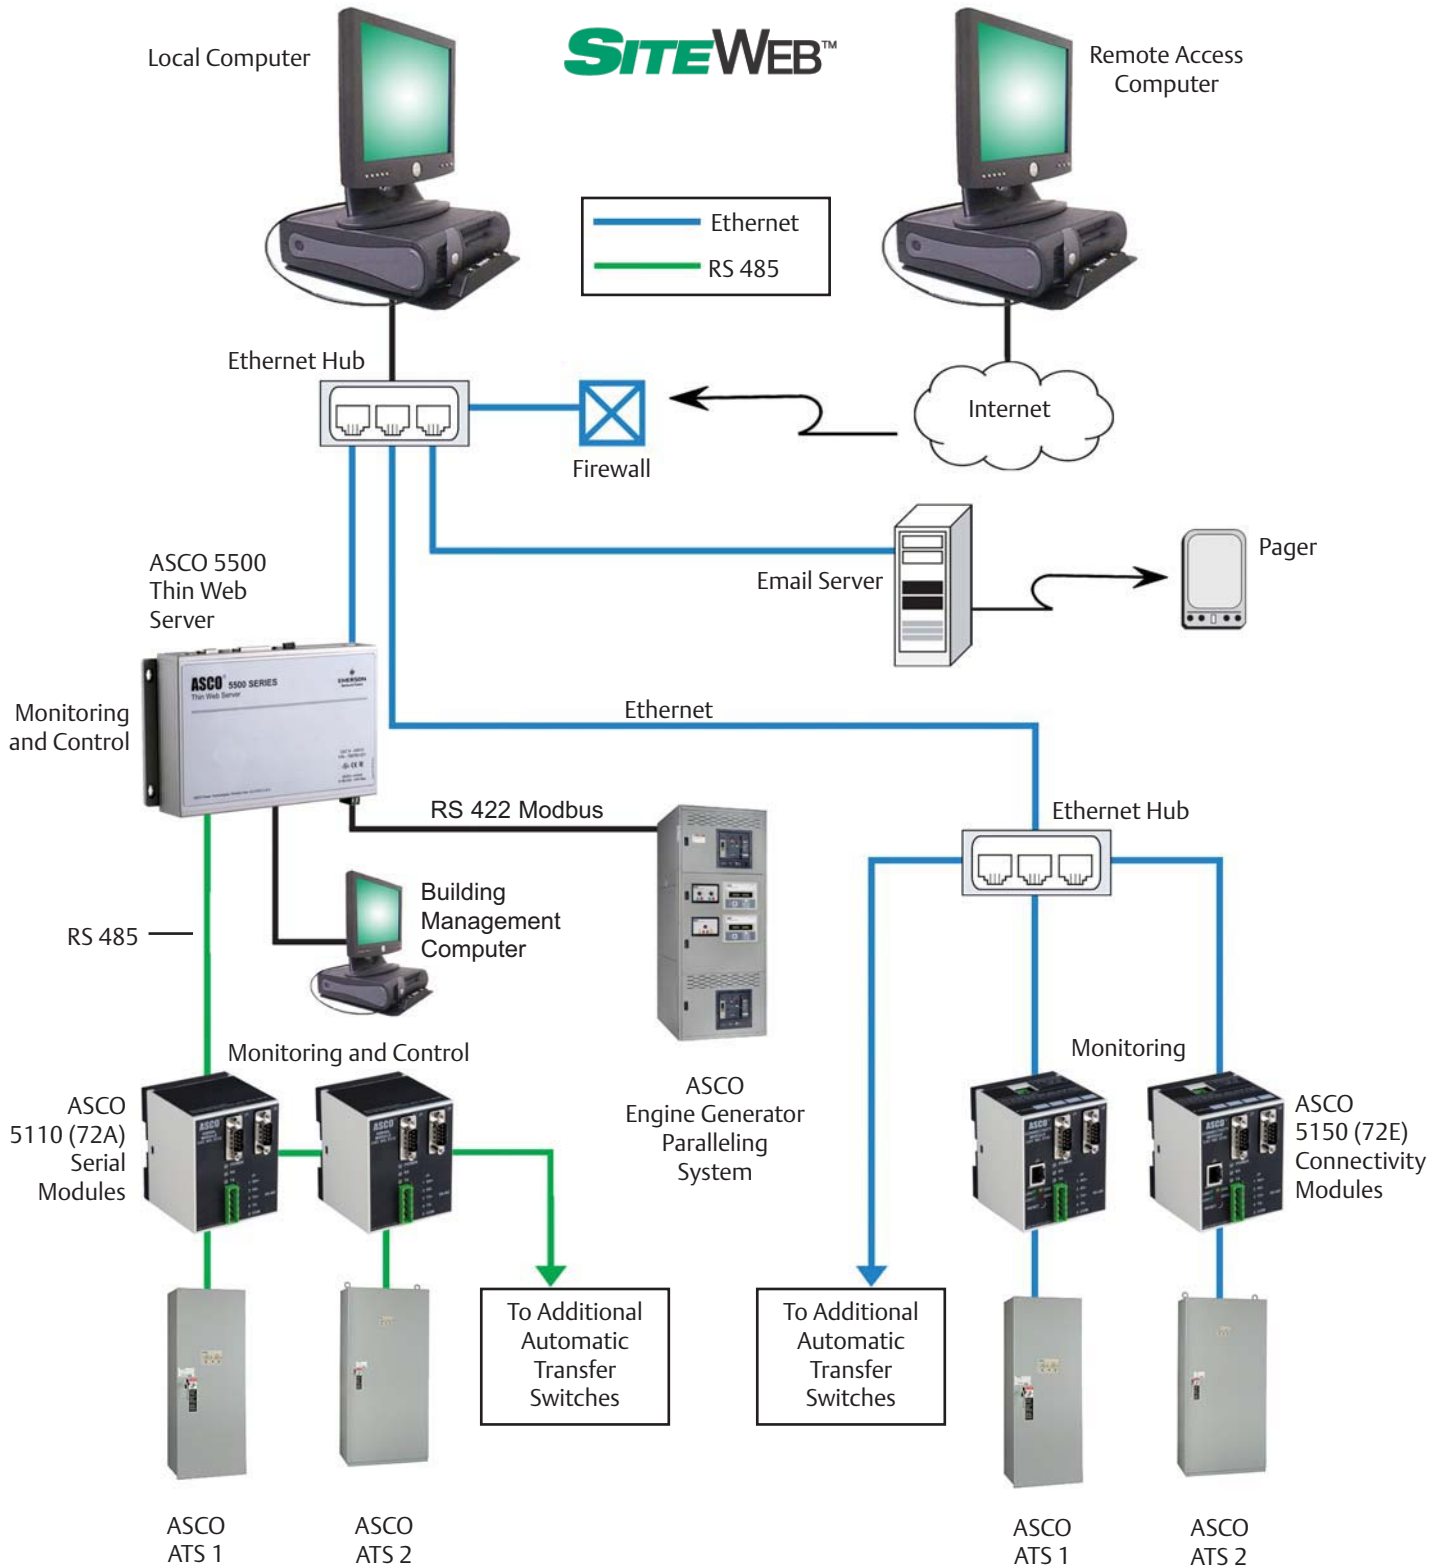 Local Computer
SITEWEB™
Remote Access
Computer
Ethernet
RS 485
Ethernet Hub
Internet
Firewall
ASCO 5500
Thin Web
Server
Email Server
Pager
ASCO® 5500 SERIES
Thin Web Server
EMERSON
Monitoring
and Control
Ethernet
RS 422 Modbus
Ethernet Hub
Building
Management
Computer
RS 485
Monitoring and Control
Monitoring
ASCO
5110 (72A)
Serial
Modules
ASCO
Engine Generator
Paralleling
System
ASCO
5150 (72E)
Connectivity
Modules
ASCO
ASCO
ASCO
ASCO
To Additional
Automatic
Transfer
Switches
To Additional
Automatic
Transfer
Switches
ASCO
ATS 1
ASCO
ATS 2
ASCO
ATS 1
ASCO
ATS 2